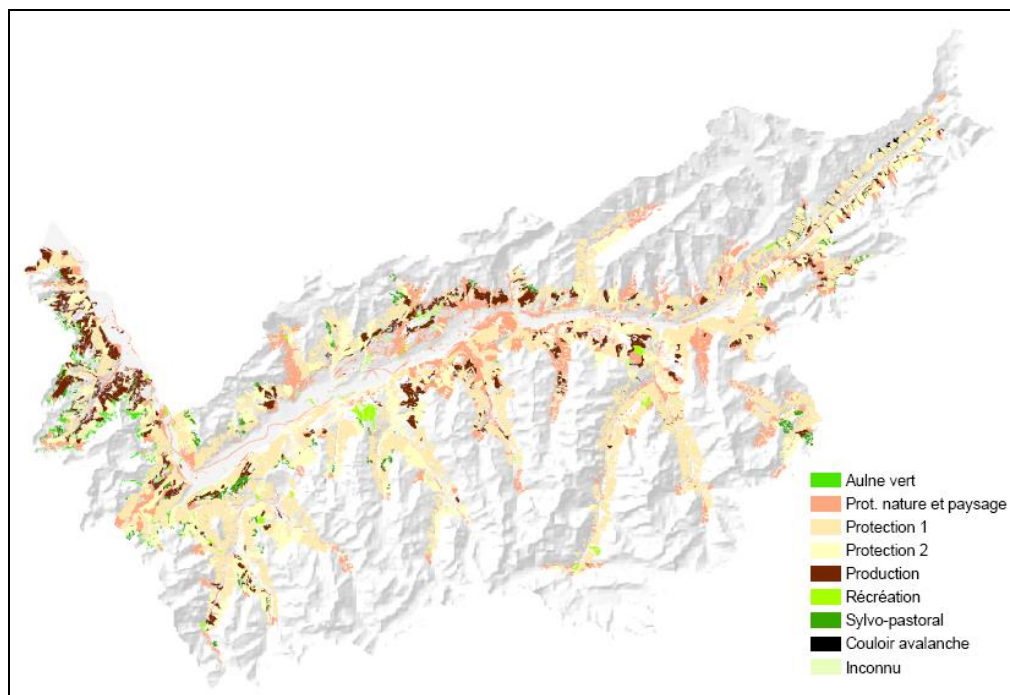 Aulne vert
Prot. nature et paysage
Protection 1
Protection 2
Production
Récréation
Sylvo-pastoral
Couloir avalanche
Inconnu